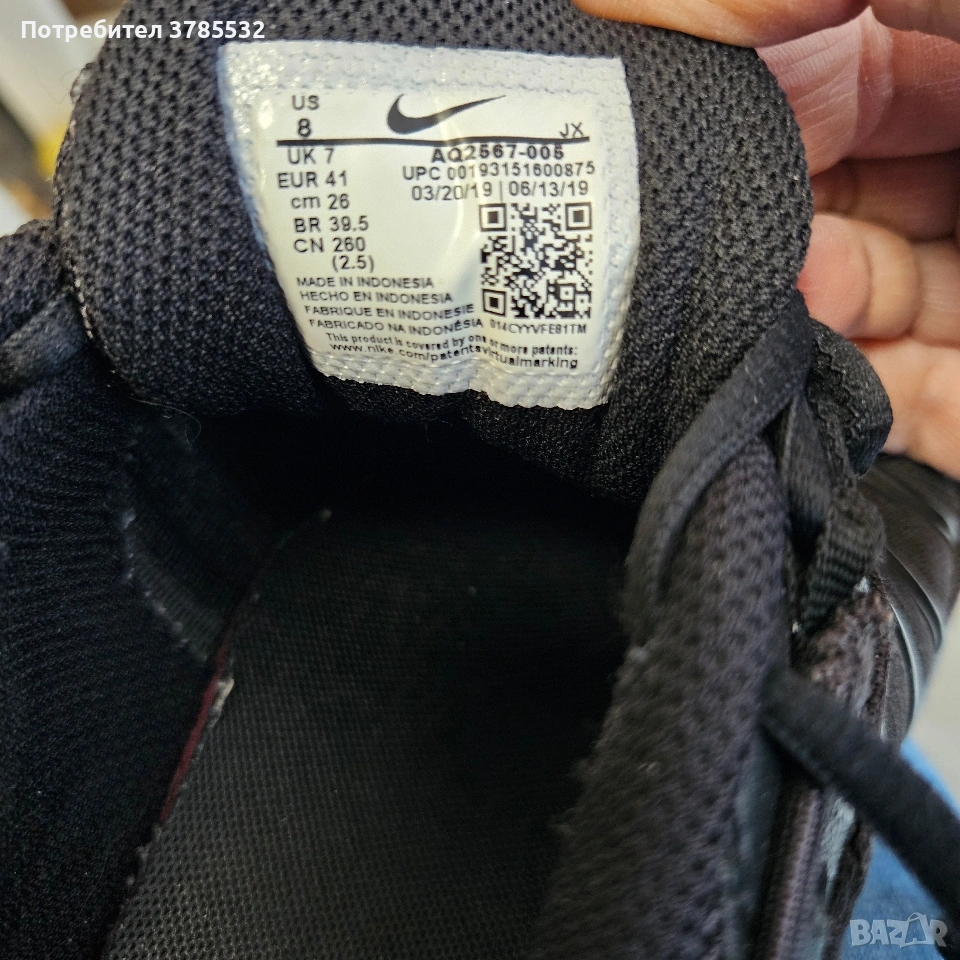 Потребител 3785532
US
8
JX
UK 7
AQ2567-005
EUR 41
UPC 00193151600875
cm 26
03/20/19 | 06/13/19
BR 39.5
CN 260
(2.5)
MADE IN INDONESIA
HECHO EN INDONESIA
FABRIQUE EN INDONESIE
FABRICADO NA INDONÉSIA
014CYYVFE81TM
This product is covered by one or more patents:
www.nike.com/patentsvirtualmarking
BAZAR